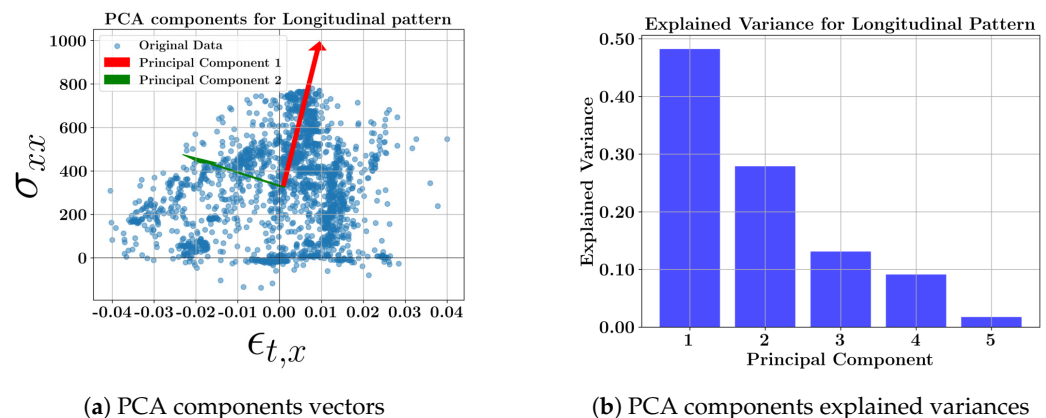 PCA components for Longitudinal pattern
Original Data
Principal Component 1
Principal Component 2
1000
800
600
400
200
0
σxx
-0.04 -0.03 -0.02 -0.01 0.00 0.01 0.02 0.03 0.04
ϵt,x
(a) PCA components vectors
Explained Variance for Longitudinal Pattern
0.50
0.40
0.30
0.20
0.10
0.00
Explained Variance
1 2 3 4 5
Principal Component
(b) PCA components explained variances